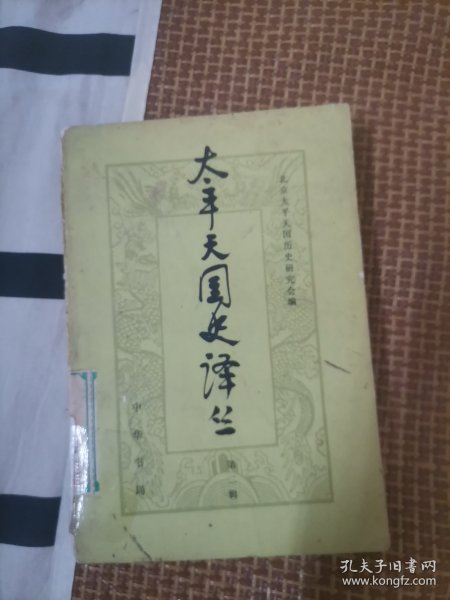 太平天国史译丛
北京太平天国历史研究会编
第一辑
中华书局
孔夫子旧书网
www.kongfz.com